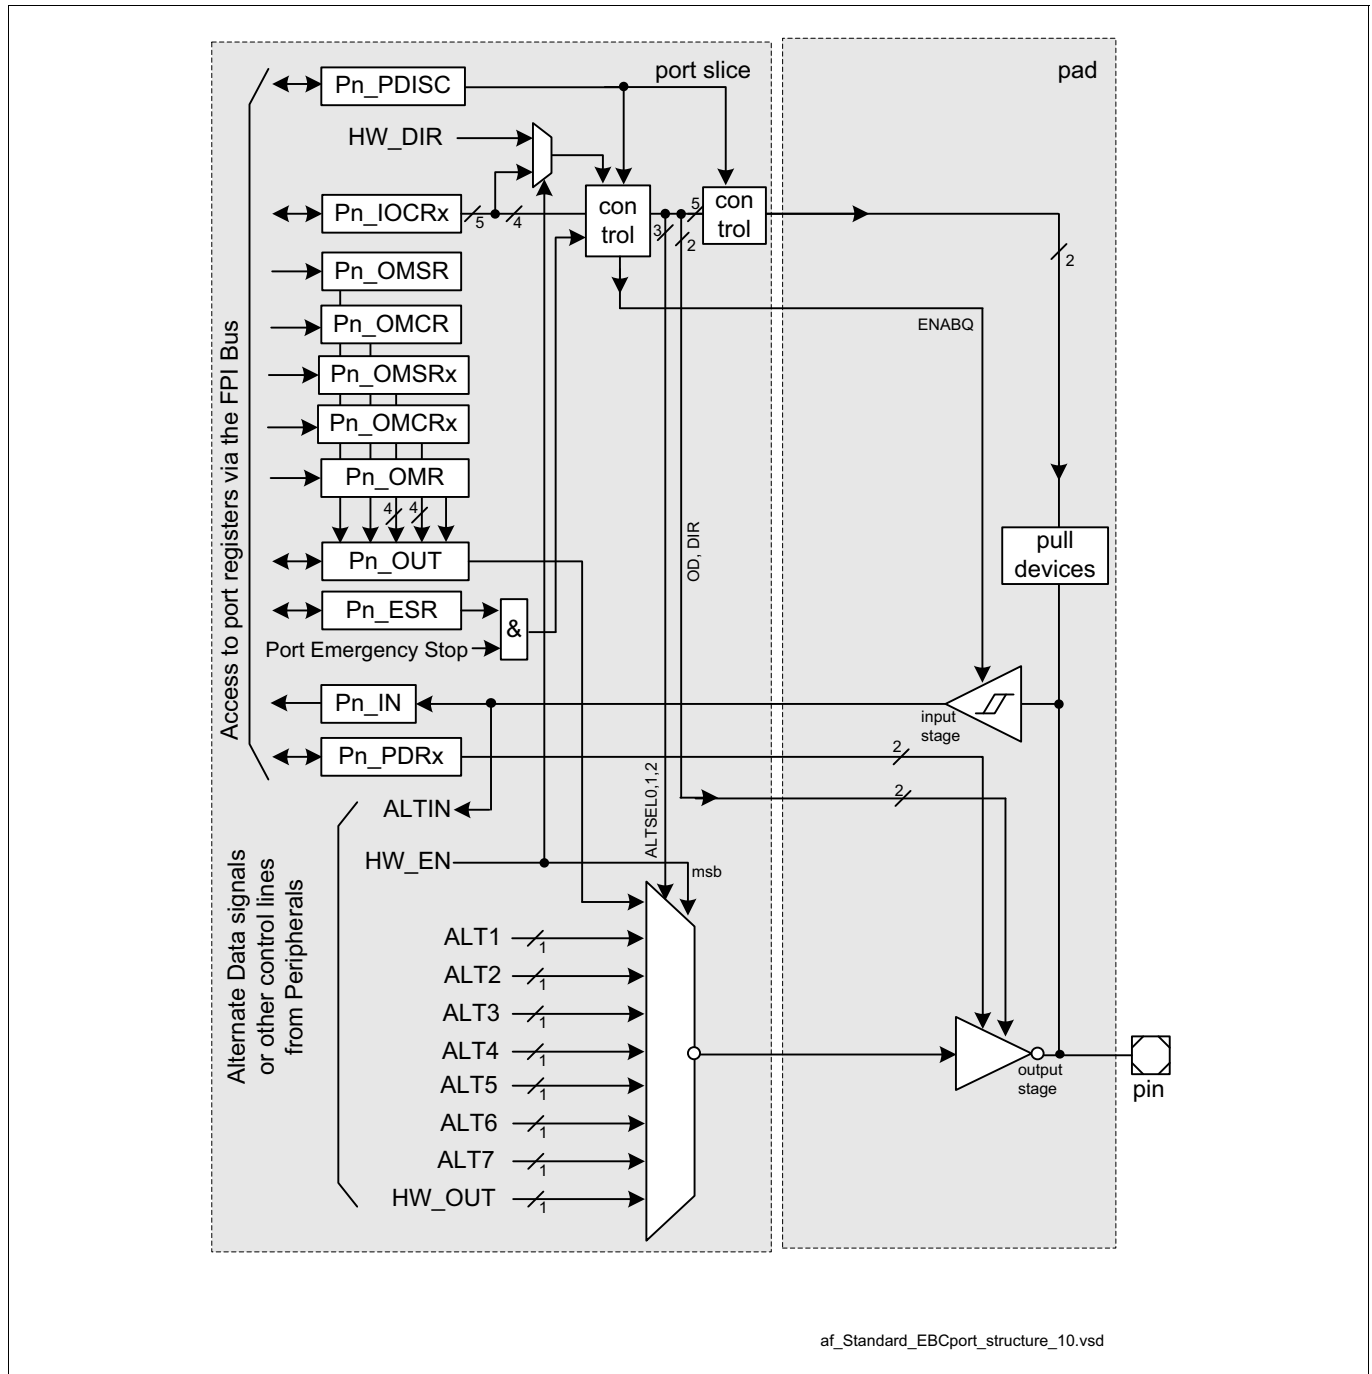 port slice
pad
Pn_PDISC
HW_DIR
Pn_IOCRx
5
4
con
trol
3
2
5
con
trol
2
Pn_OMSR
Pn_OMCR
ENABQ
Pn_OMSRx
Pn_OMCRx
Pn_OMR
4
4
Pn_OUT
OD, DIR
pull
devices
Pn_ESR
&
Port Emergency Stop
Access to port registers via the FPI Bus
Pn_IN
input
stage
Pn_PDRx
2
2
ALTIN
ALTSEL0,1,2
HW_EN
msb
Alternate Data signals
or other control lines
from Peripherals
ALT1
1
ALT2
1
ALT3
1
ALT4
1
ALT5
1
ALT6
1
ALT7
1
HW_OUT
1
output
stage
pin
af_Standard_EBCport_structure_10.vsd